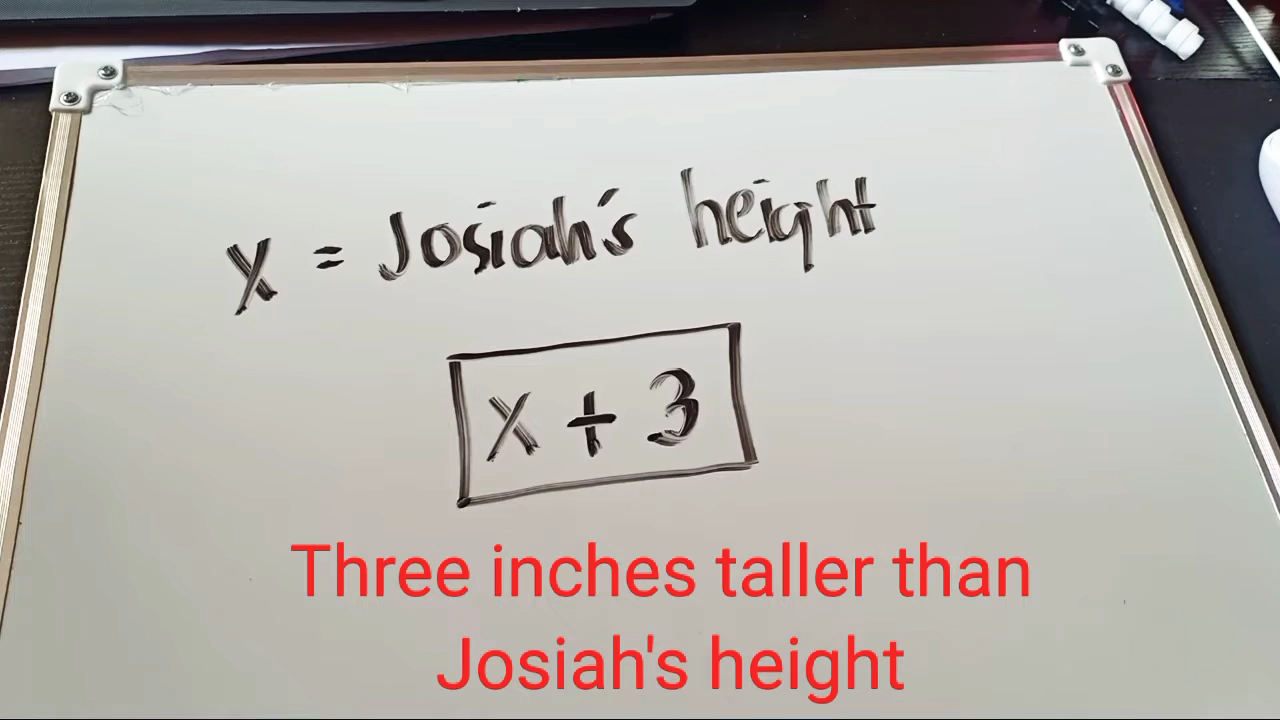 X = Josiah's height
X + 3
Three inches taller than
Josiah's height